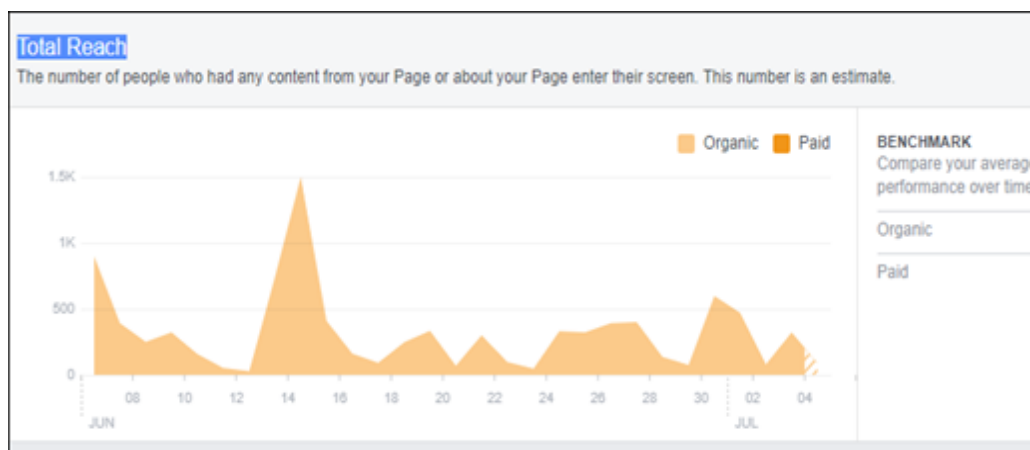 Total Reach
The number of people who had any content from your Page or about your Page enter their screen. This number is an estimate.
Organic Paid
BENCHMARK
Compare your average
performance over time
Organic
Paid
1.5K
1K
500
0
08 10 12 14 16 18 20 22 24 26 28 30 02 04
JUN JUL